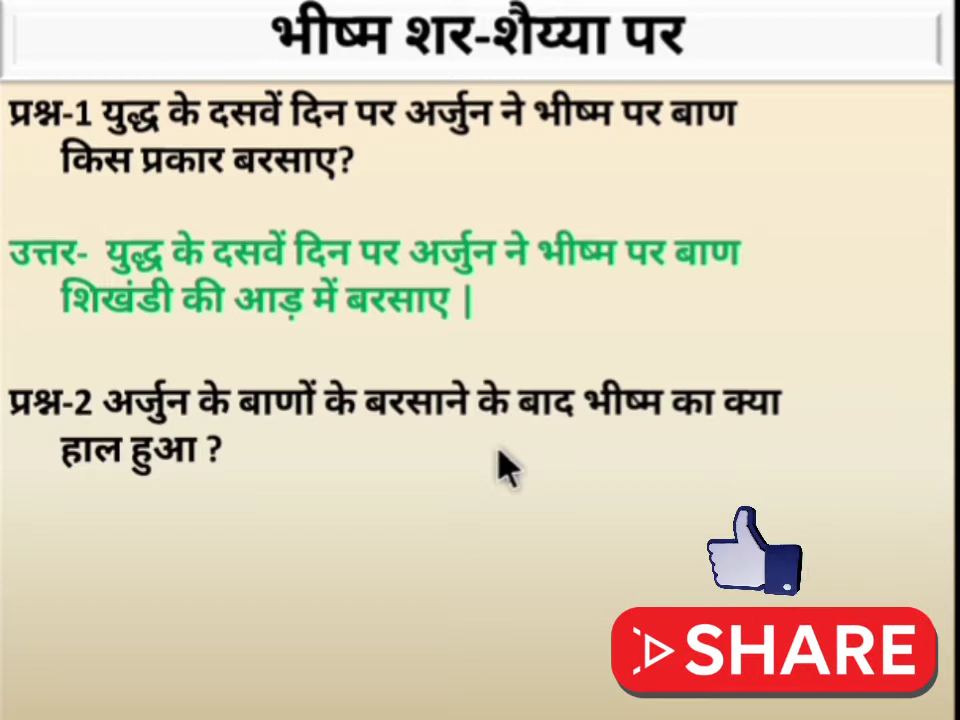 भीष्म शर-शैय्या पर
प्रश्न-1 युद्ध के दसवें दिन पर अर्जुन ने भीष्म पर बाण
किस प्रकार बरसाए?
उत्तर- युद्ध के दसवें दिन पर अर्जुन ने भीष्म पर बाण
शिखंडी की आड़ में बरसाए |
प्रश्न-2 अर्जुन के बाणों के बरसाने के बाद भीष्म का क्या
हाल हुआ ?
SHARE